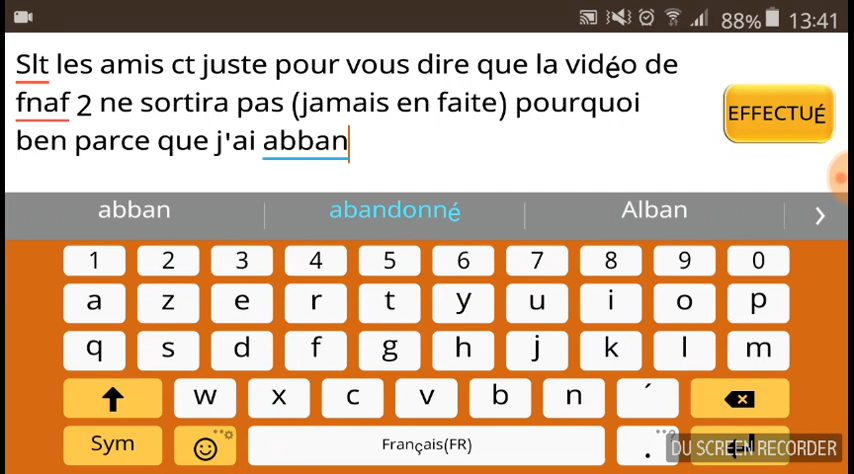 88% 13:41
Slt les amis ct juste pour vous dire que la vidéo de
fnaf 2 ne sortira pas (jamais en faite) pourquoi
ben parce que j'ai abban
EFFECTUÉ
abban abandonné Alban
1 2 3 4 5 6 7 8 9 0
a z e r t y u i o p
q s d f g h j k l m
w x c v b n ´
Sym Français(FR) .
DU SCREEN RECORDER